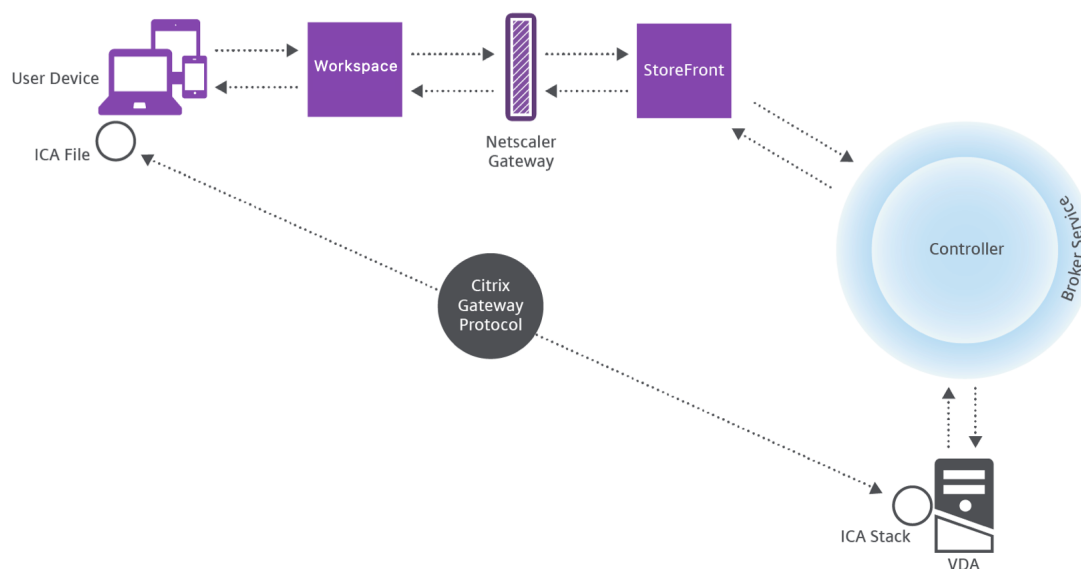 User Device
Workspace
StoreFront
Netscaler
Gateway
ICA File
Controller
Broker Service
Citrix
Gateway
Protocol
ICA Stack
VDA